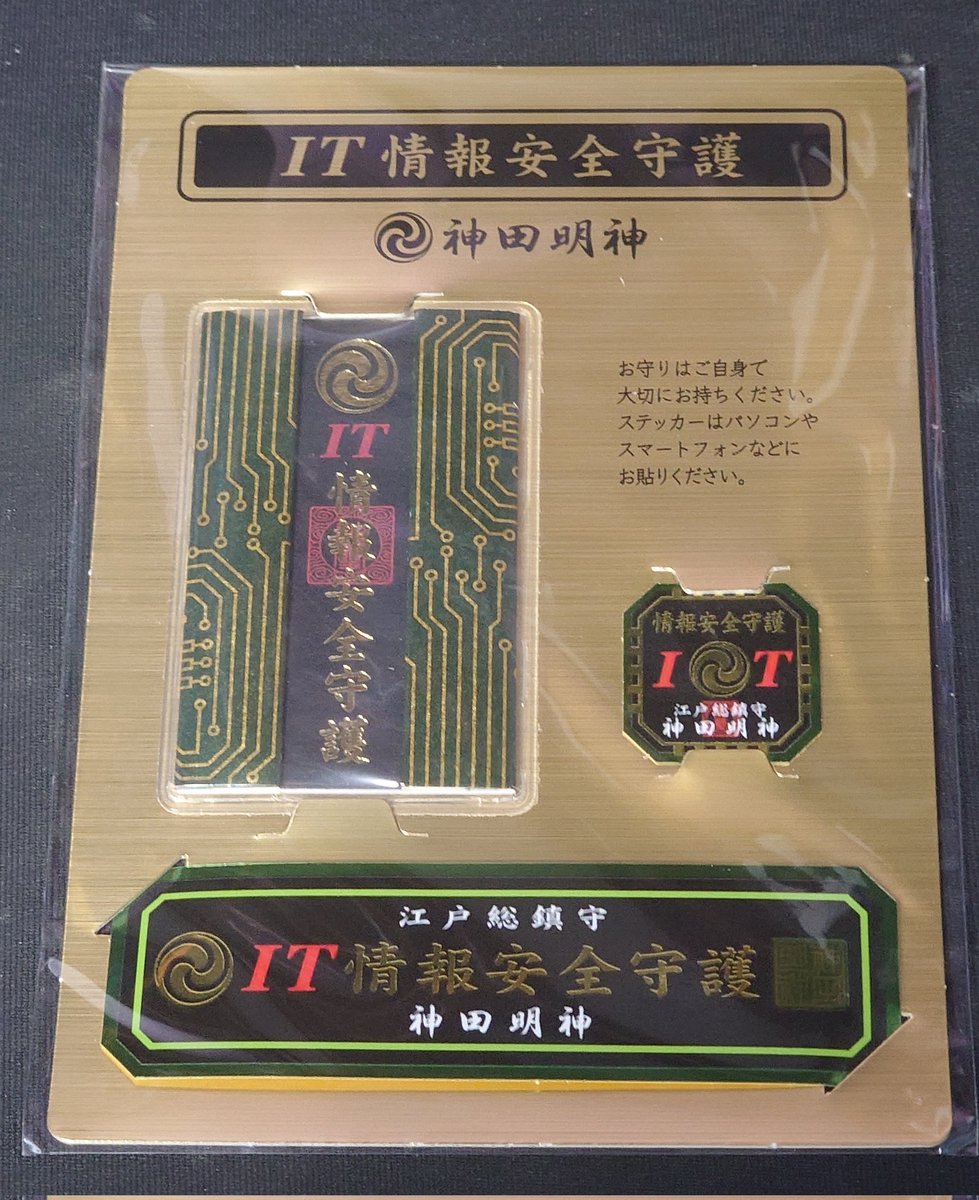 IT 情報安全守護
神田明神
IT
情報安全守護
お守りはご自身で
大切にお持ちください。
ステッカーはパソコンや
スマートフォンなどに
お貼りください。
情報安全守護
I T
江戸総鎮守
神田明神
江戸総鎮守
IT 情報安全守護
神田明神